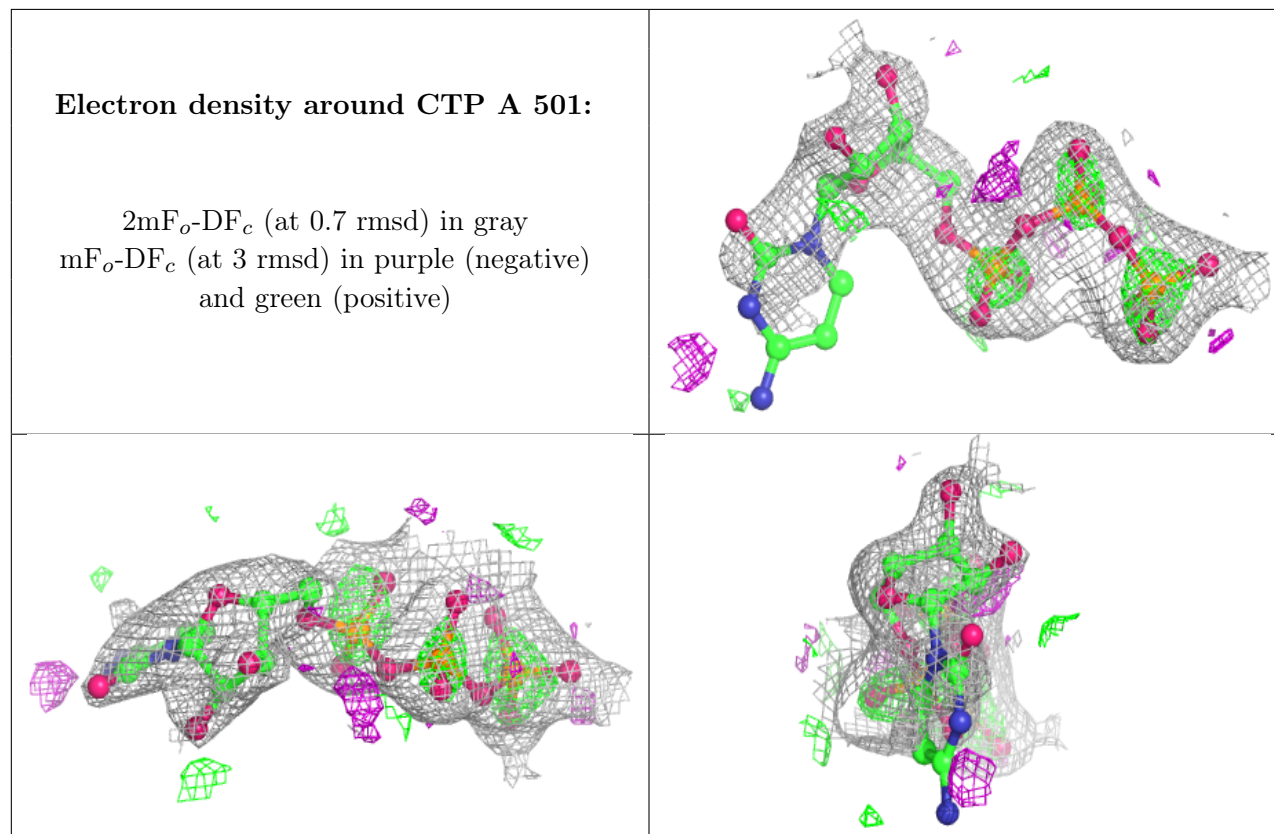 Electron density around CTP A 501:
2mFₒ-DF𝒸 (at 0.7 rmsd) in gray
mFₒ-DF𝒸 (at 3 rmsd) in purple (negative)
and green (positive)